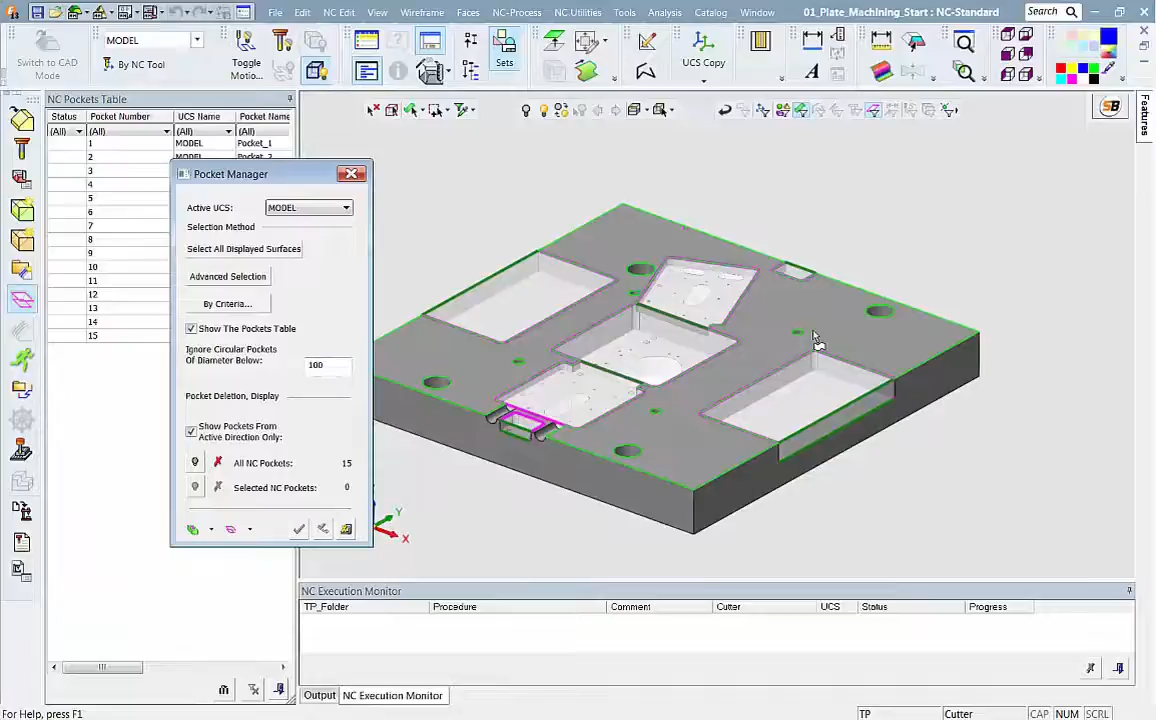 File Edit View Wireframe Faces NC-Process NC Utilities Tools Analysis Catalog Window 01_Plate_Machining_Start : NC-Standard Search
Switch to CAD Mode
MODEL
By NC Tool
Toggle Motion...
Sets
UCS Copy
NC Pockets Table
Status Pocket Number UCS Name Pocket Name
(All) (All) (All) (All)
1 MODEL Pocket_1
2 MODEL Pocket_2
3
4
5
6
7
8
9
10
11
12
13
14
15
Pocket Manager
Active UCS: MODEL
Selection Method
Select All Displayed Surfaces
Advanced Selection
By Criteria...
Show The Pockets Table
Ignore Circular Pockets
Of Diameter Below: 100
Pocket Deletion, Display
Show Pockets From
Active Direction Only:
All NC Pockets: 15
Selected NC Pockets: 0
Y
X
SB
Features
NC Execution Monitor
TP_Folder Procedure Comment Cutter UCS Status Progress
Output NC Execution Monitor
For Help, press F1
TP Cutter CAP NUM SCRL